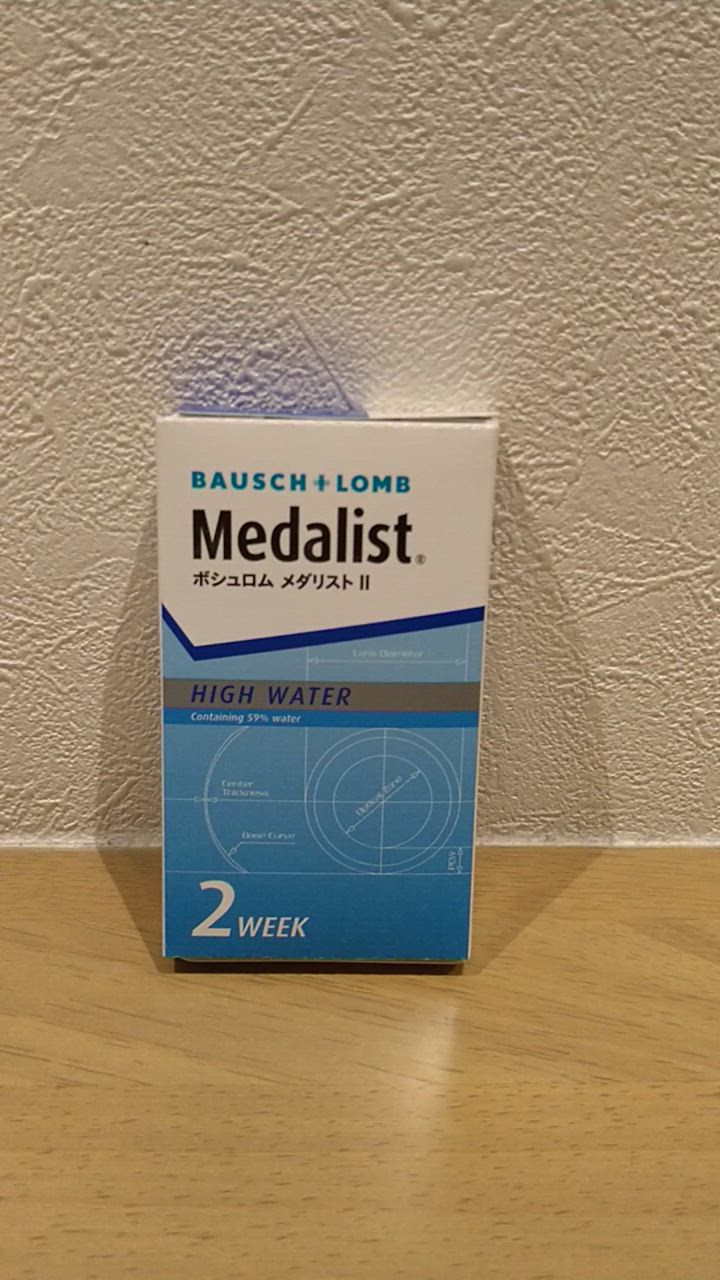 BAUSCH + LOMB
Medalist®
ボシュロム メダリスト II
Lens Diameter
HIGH WATER
Containing 59% water
Center
Thickness
Optical Zone
Base Curve
PCW
2 WEEK